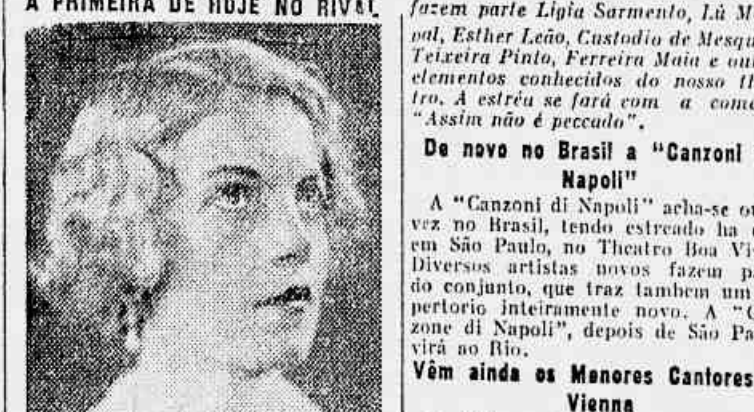 A PRIMEIRA DE HOJE NO RIVAL
fazem parte Ligia Sarmento, Lú M
val, Esther Leão, Custodio de Mesqu
Teixeira Pinto, Ferreira Maia e ou
elementos conhecidos do nosso th
tro. A estréa se fará com a come
"Assim não é peccado".
De novo no Brasil a "Canzoni
Napoli"
A "Canzoni di Napoli" acha-se ou
vez no Brasil, tendo estreado ha
em São Paulo, no Theatro Boa Vi
Diversos artistas novos fazem p
do conjunto, que traz tambem um
pertorio inteiramente novo. A "C
zone di Napoli", depois de São Pa
virá ao Rio.
Vêm ainda os Menores Cantores
Vienna